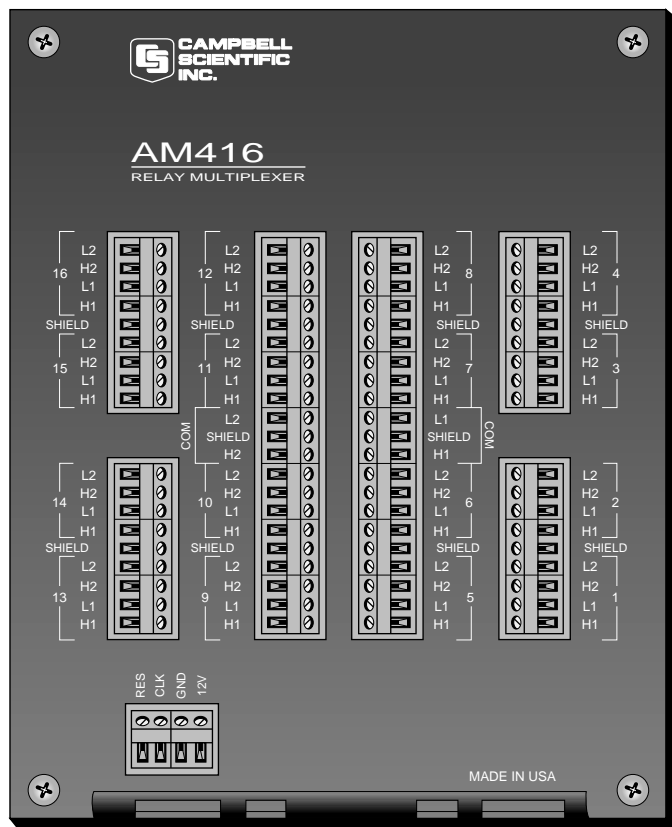 CAMPBELL
SCIENTIFIC
INC.
AM416
RELAY MULTIPLEXER
16
L2
H2
L1
H1
SHIELD
15
L2
H2
L1
H1
14
L2
H2
L1
H1
SHIELD
13
L2
H2
L1
H1
12
L2
H2
L1
H1
SHIELD
11
L2
H2
L1
H1
COM
L2
SHIELD
H2
10
L2
H2
L1
H1
SHIELD
9
L2
H2
L1
H1
L2
H2
L1
H1
8
SHIELD
L2
H2
L1
H1
7
L1
SHIELD
H1
COM
L2
H2
L1
H1
6
SHIELD
L2
H2
L1
H1
5
L2
H2
L1
H1
4
SHIELD
L2
H2
L1
H1
3
L2
H2
L1
H1
2
SHIELD
L2
H2
L1
H1
1
RES
CLK
GND
12V
MADE IN USA